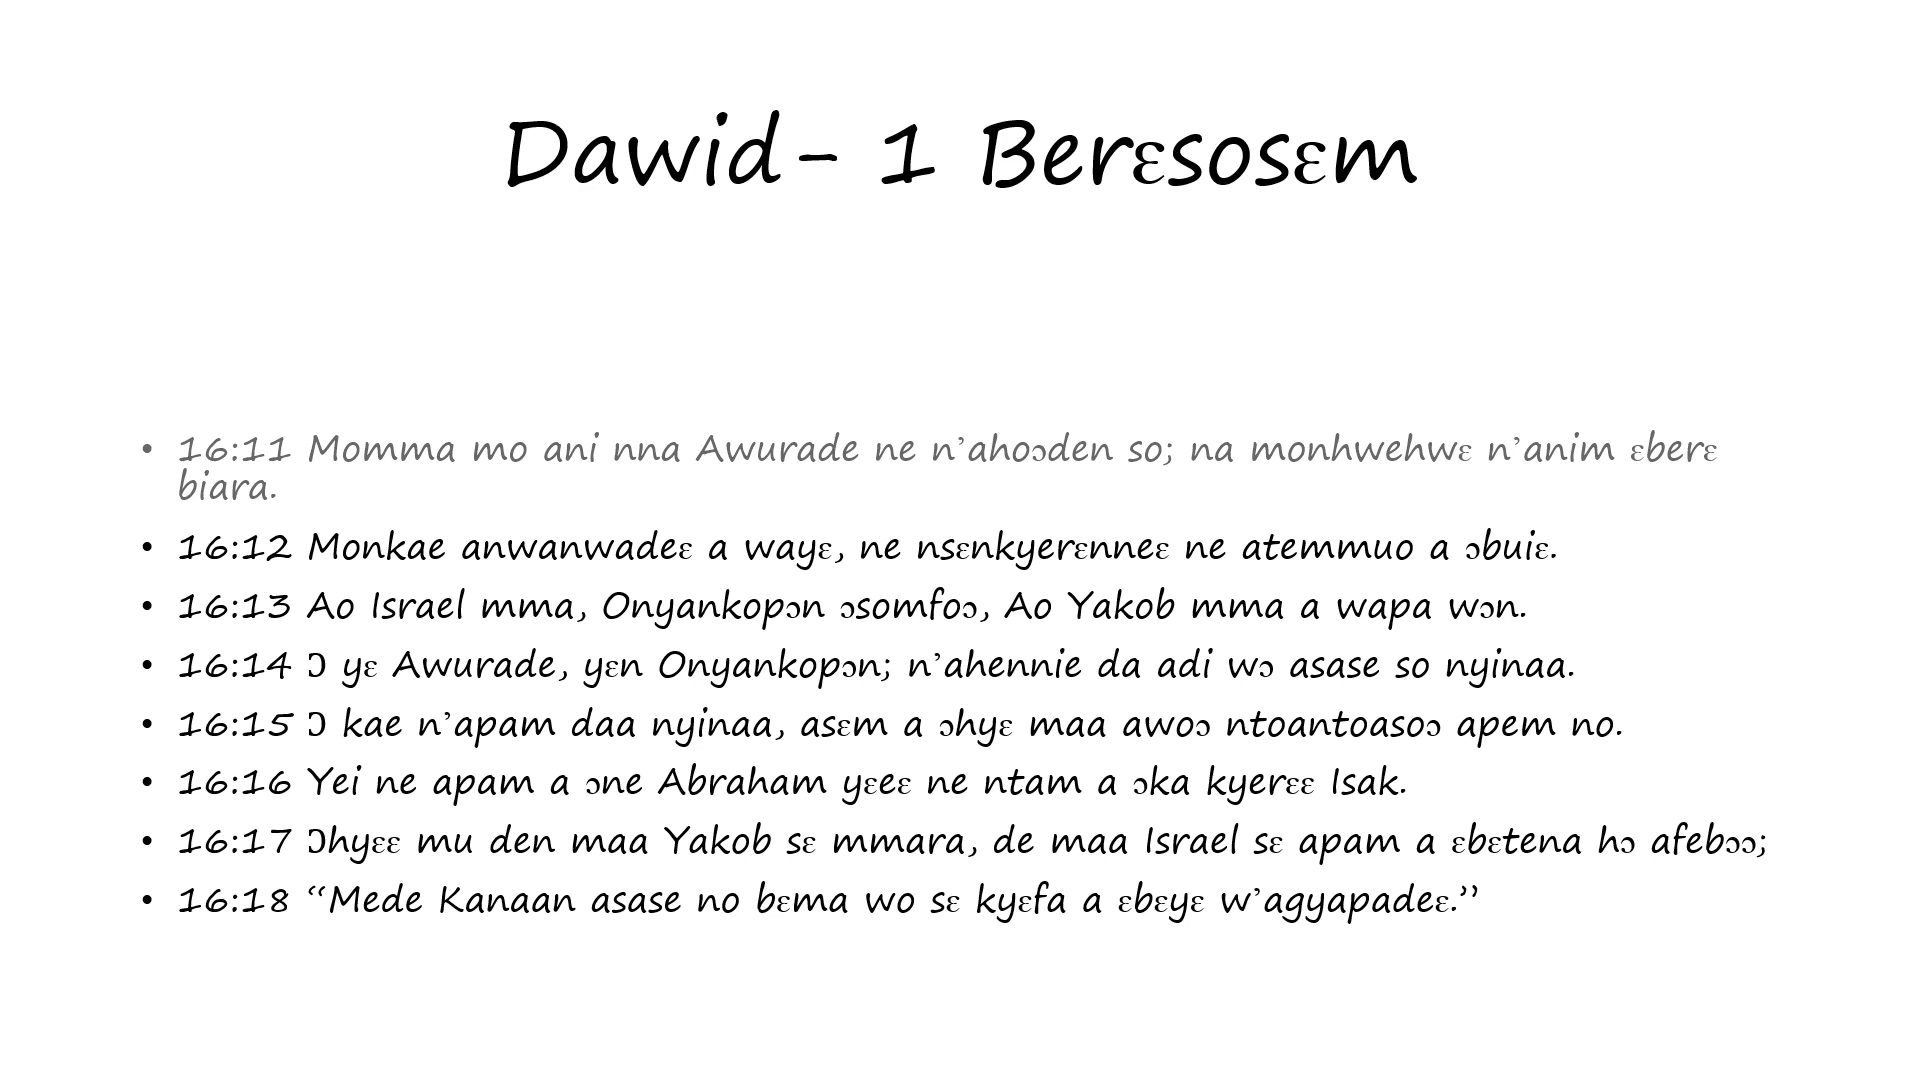 Dawid- 1 Berɛsosɛm
• 16:11 Momma mo ani nna Awurade ne n’ahoɔden so; na monhwehwɛ n’anim ɛberɛ
biara.
• 16:12 Monkae anwanwadeɛ a wayɛ, ne nsɛnkyerɛnneɛ ne atemmuo a ɔbuiɛ.
• 16:13 Ao Israel mma, Onyankopɔn ɔsomfoɔ, Ao Yakob mma a wapa wɔn.
• 16:14 Ɔ yɛ Awurade, yɛn Onyankopɔn; n’ahennie da adi wɔ asase so nyinaa.
• 16:15 Ɔ kae n’apam daa nyinaa, asɛm a ɔhyɛ maa awoɔ ntoantoasoɔ apem no.
• 16:16 Yei ne apam a ɔne Abraham yɛeɛ ne ntam a ɔka kyerɛɛ Isak.
• 16:17 Ɔhyɛɛ mu den maa Yakob sɛ mmara, de maa Israel sɛ apam a ɛbɛtena hɔ afebɔɔ;
• 16:18 “Mede Kanaan asase no bɛma wo sɛ kyɛfa a ɛbɛyɛ w’agyapadeɛ.”